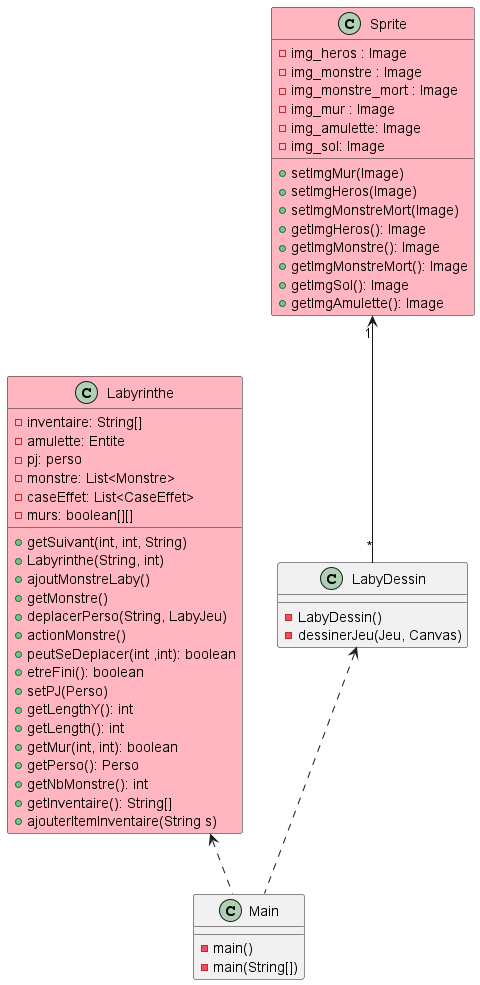 C Sprite
img_heros : Image
img_monstre : Image
img_monstre_mort : Image
img_mur : Image
img_amulette: Image
img_sol: Image
setImgMur(Image)
setImgHeros(Image)
setImgMonstreMort(Image)
getImgHeros(): Image
getImgMonstre(): Image
getImgMonstreMort(): Image
getImgSol(): Image
getImgAmulette(): Image
1
C Labyrinthe
inventaire: String[]
amulette: Entite
pj: perso
monstre: List<Monstre>
caseEffet: List<CaseEffet>
murs: boolean[][]
getSuivant(int, int, String)
Labyrinthe(String, int)
ajoutMonstreLaby()
getMonstre()
deplacerPerso(String, LabyJeu)
actionMonstre()
peutSeDeplacer(int ,int): boolean
etreFini(): boolean
setPJ(Perso)
getLengthY(): int
getLength(): int
getMur(int, int): boolean
getPerso(): Perso
getNbMonstre(): int
getInventaire(): String[]
ajouterItemInventaire(String s)
*
C LabyDessin
LabyDessin()
dessinerJeu(Jeu, Canvas)
C Main
main()
main(String[])